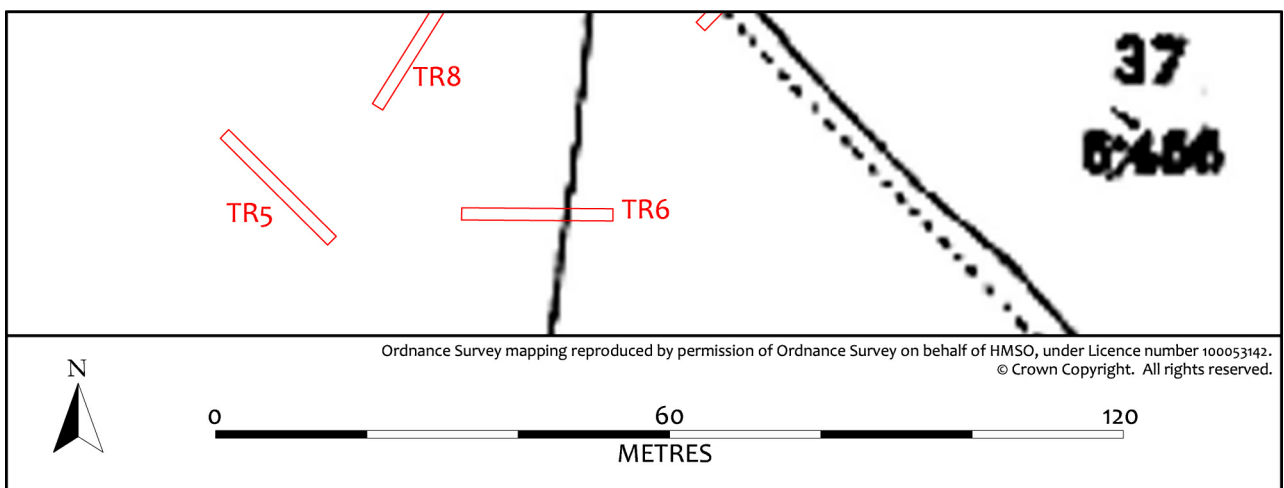 TR8
37
TR5
TR6
Ordnance Survey mapping reproduced by permission of Ordnance Survey on behalf of HMSO, under Licence number 100053142.
© Crown Copyright. All rights reserved.
N
0 60 120
METRES